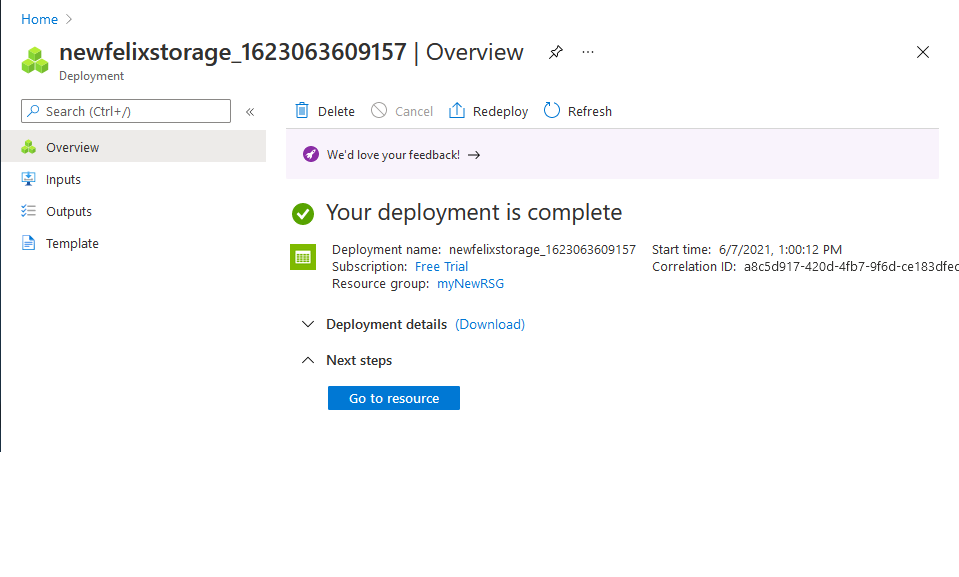 Home
newfelixstorage_1623063609157 | Overview
Deployment
Search (Ctrl+/)
Delete Cancel Redeploy Refresh
Overview
Inputs
Outputs
Template
We'd love your feedback!
Your deployment is complete
Deployment name: newfelixstorage_1623063609157 Start time: 6/7/2021, 1:00:12 PM
Subscription: Free Trial Correlation ID: a8c5d917-420d-4fb7-9f6d-ce183dfec
Resource group: myNewRSG
Deployment details (Download)
Next steps
Go to resource